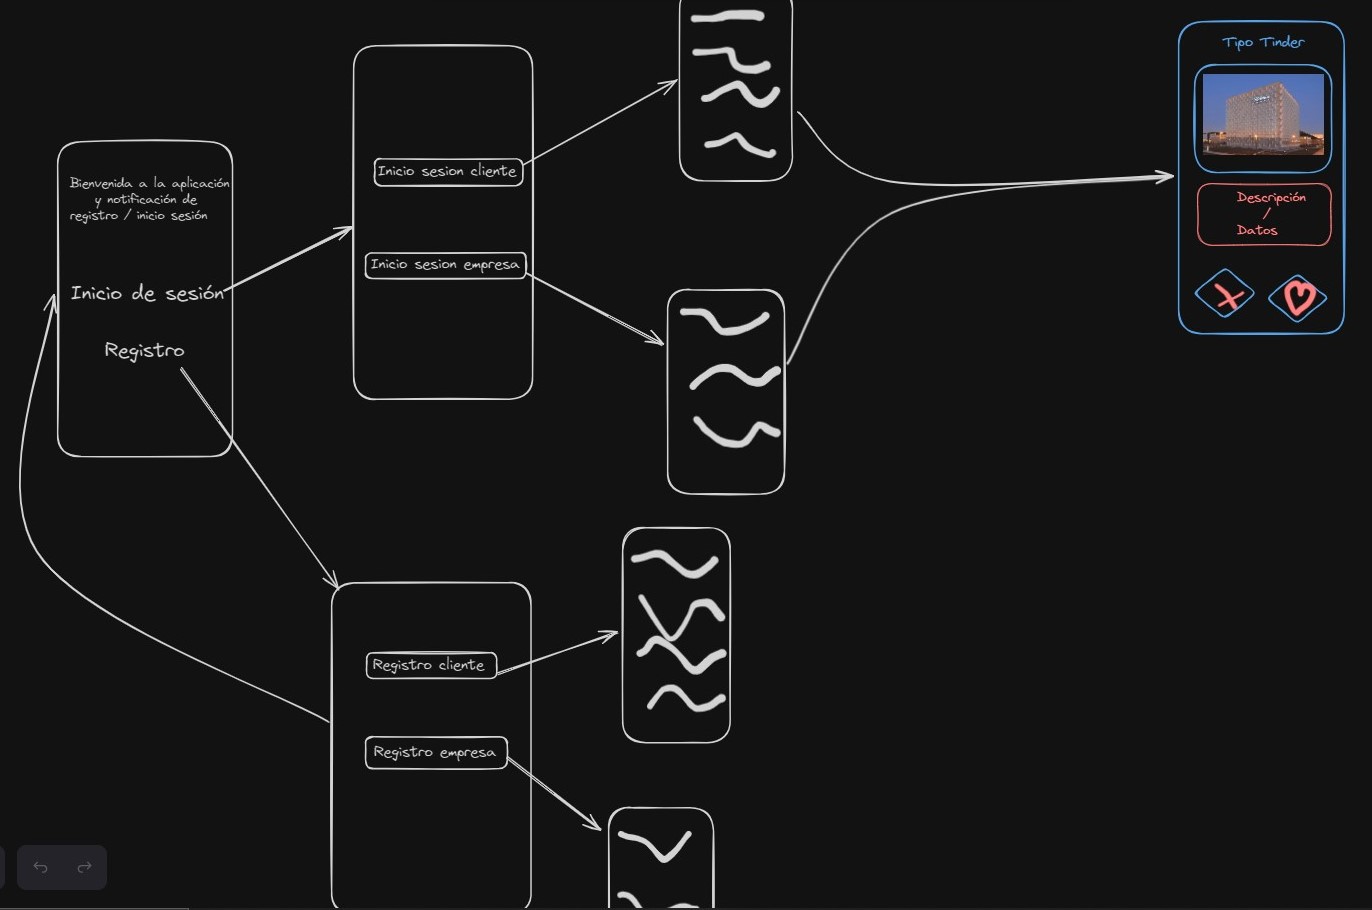 Bienvenida a la aplicación
y notificación de
registro / inicio sesión
Inicio de sesión
Registro
Inicio sesion cliente
Inicio sesion empresa
Registro cliente
Registro empresa
Tipo Tinder
Descripción
/
Datos